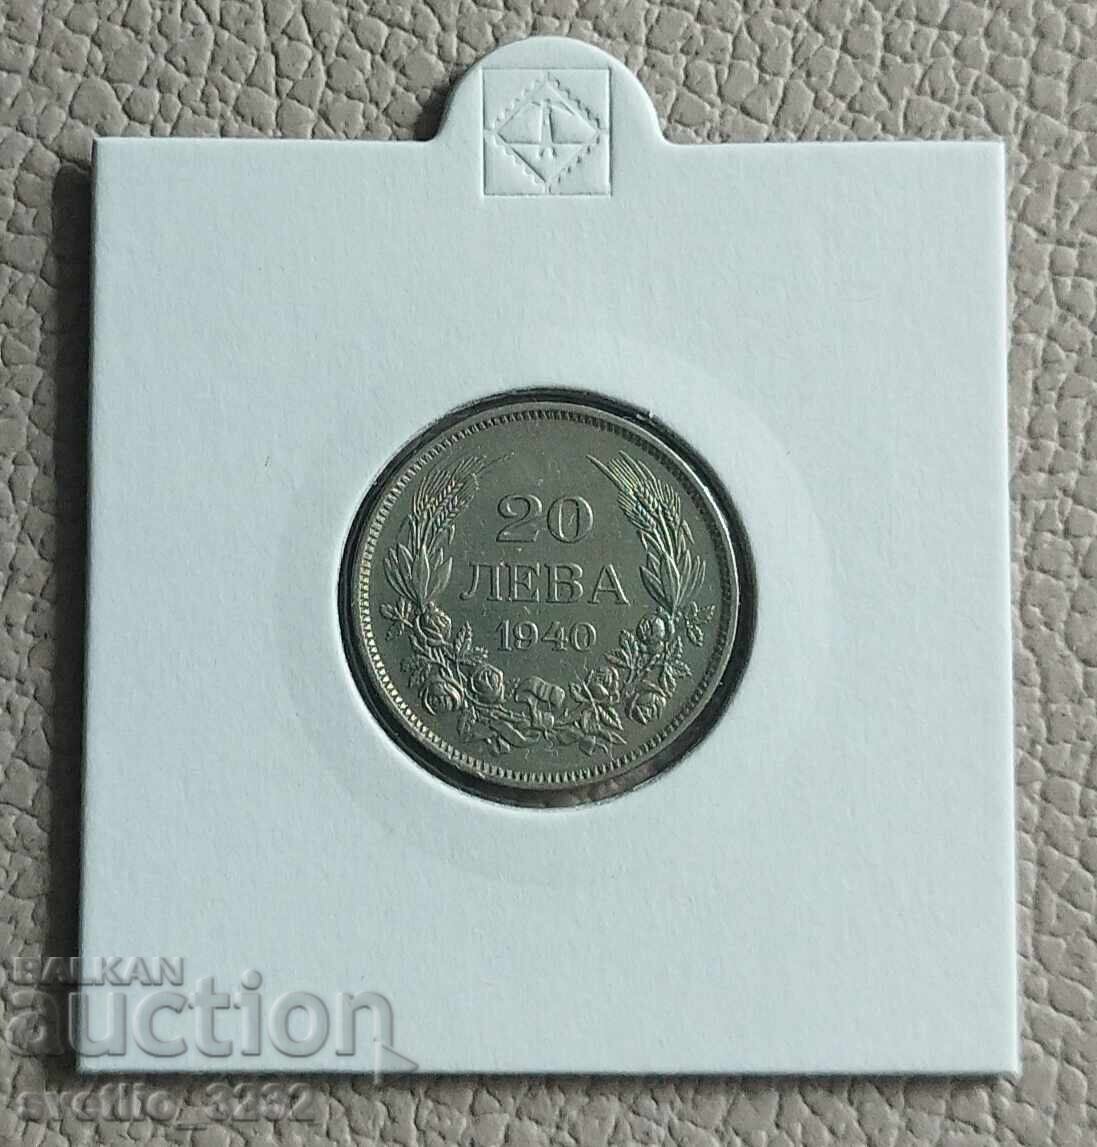 20
ЛЕВА
1940
BALKAN
auction
svetlio_3232